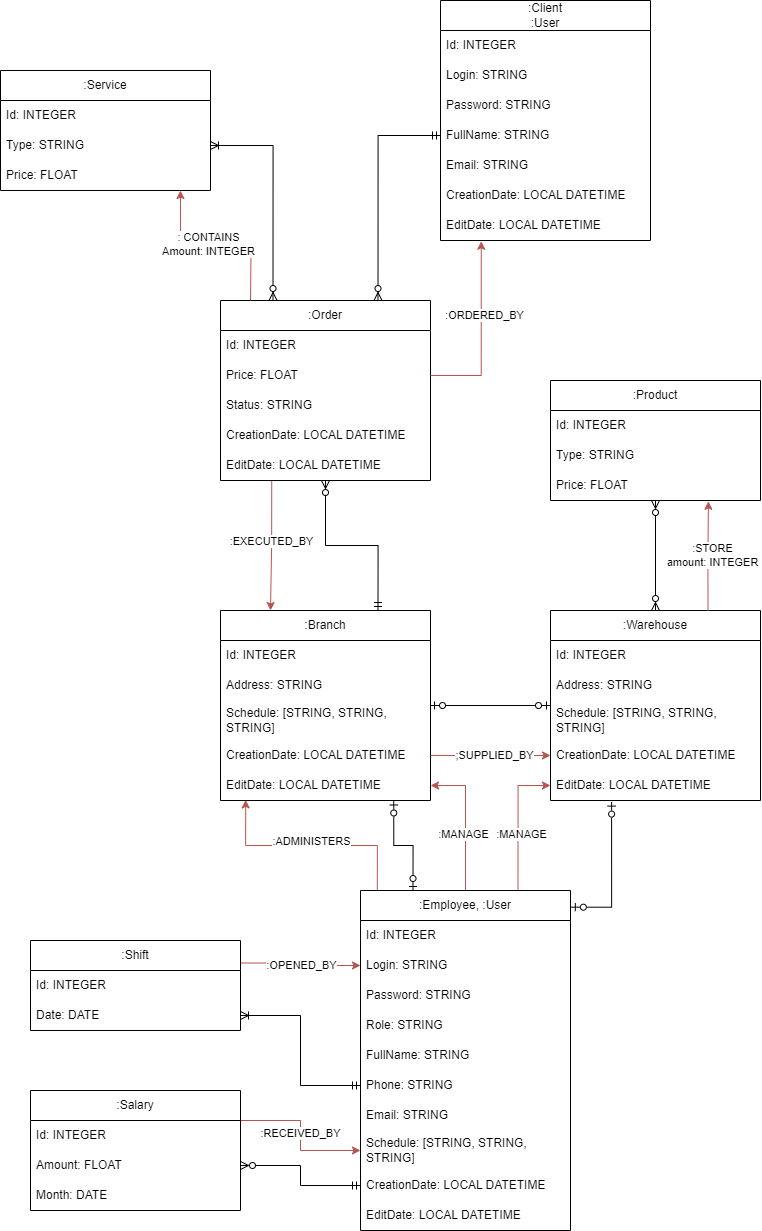 :Client
:User
Id: INTEGER
Login: STRING
Password: STRING
FullName: STRING
Email: STRING
CreationDate: LOCAL DATETIME
EditDate: LOCAL DATETIME
:Service
Id: INTEGER
Type: STRING
Price: FLOAT
: CONTAINS
Amount: INTEGER
:ORDERED_BY
:Order
Id: INTEGER
Price: FLOAT
Status: STRING
CreationDate: LOCAL DATETIME
EditDate: LOCAL DATETIME
:Product
Id: INTEGER
Type: STRING
Price: FLOAT
:EXECUTED_BY
:STORE
amount: INTEGER
:Branch
Id: INTEGER
Address: STRING
Schedule: [STRING, STRING,
STRING]
CreationDate: LOCAL DATETIME
EditDate: LOCAL DATETIME
;SUPPLIED_BY
:Warehouse
Id: INTEGER
Address: STRING
Schedule: [STRING, STRING,
STRING]
CreationDate: LOCAL DATETIME
EditDate: LOCAL DATETIME
:ADMINISTERS
:MANAGE
:MANAGE
:Employee, :User
Id: INTEGER
Login: STRING
Password: STRING
Role: STRING
FullName: STRING
Phone: STRING
Email: STRING
Schedule: [STRING, STRING,
STRING]
CreationDate: LOCAL DATETIME
EditDate: LOCAL DATETIME
:Shift
Id: INTEGER
Date: DATE
:OPENED_BY
:Salary
Id: INTEGER
Amount: FLOAT
Month: DATE
:RECEIVED_BY